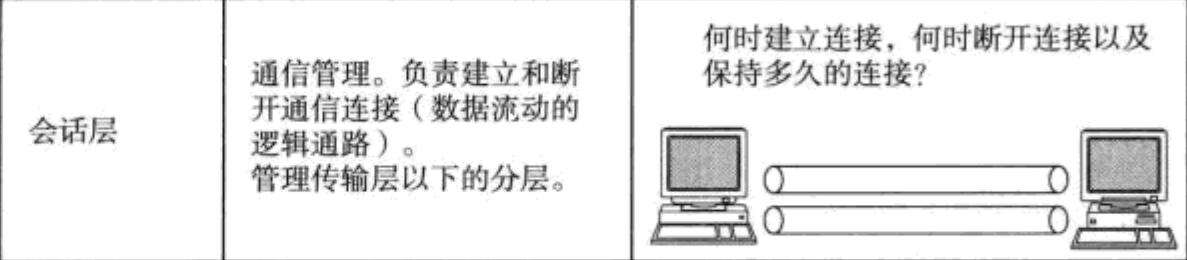 会话层
通信管理。负责建立和断
开通信连接（数据流动的
逻辑通路）。
管理传输层以下的分层。
何时建立连接，何时断开连接以及
保持多久的连接？